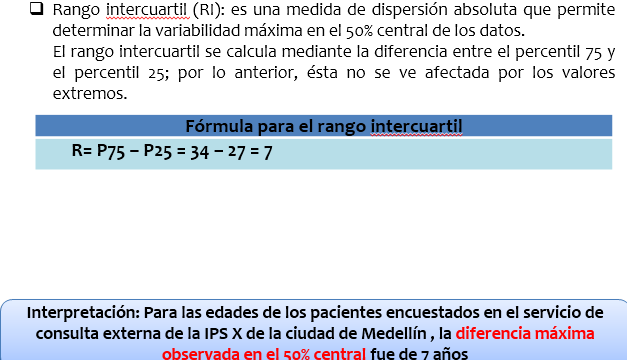 ❑ Rango intercuartil (RI): es una medida de dispersión absoluta que permite
determinar la variabilidad máxima en el 50% central de los datos.
El rango intercuartil se calcula mediante la diferencia entre el percentil 75 y
el percentil 25; por lo anterior, ésta no se ve afectada por los valores
extremos.
Fórmula para el rango intercuartil
R= P75 – P25 = 34 – 27 = 7
Interpretación: Para las edades de los pacientes encuestados en el servicio de
consulta externa de la IPS X de la ciudad de Medellín , la diferencia máxima
observada en el 50% central fue de 7 años